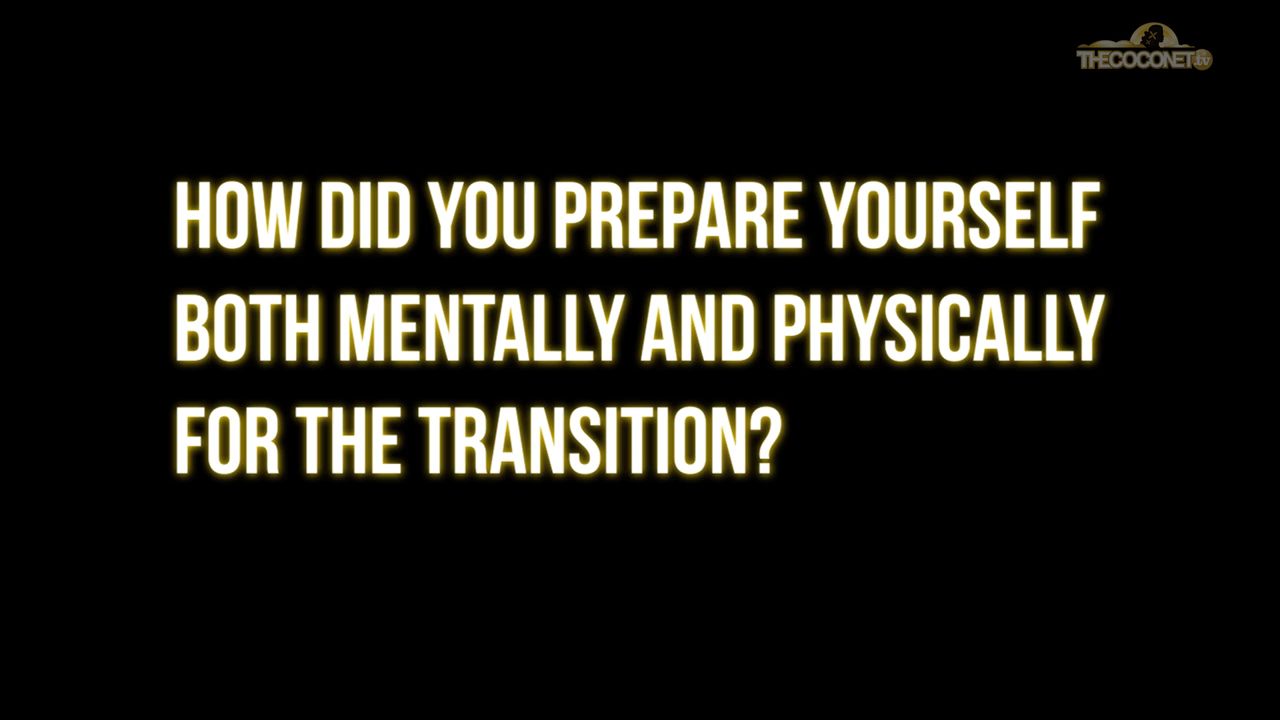 THECOCONET.tv
HOW DID YOU PREPARE YOURSELF
BOTH MENTALLY AND PHYSICALLY
FOR THE TRANSITION?